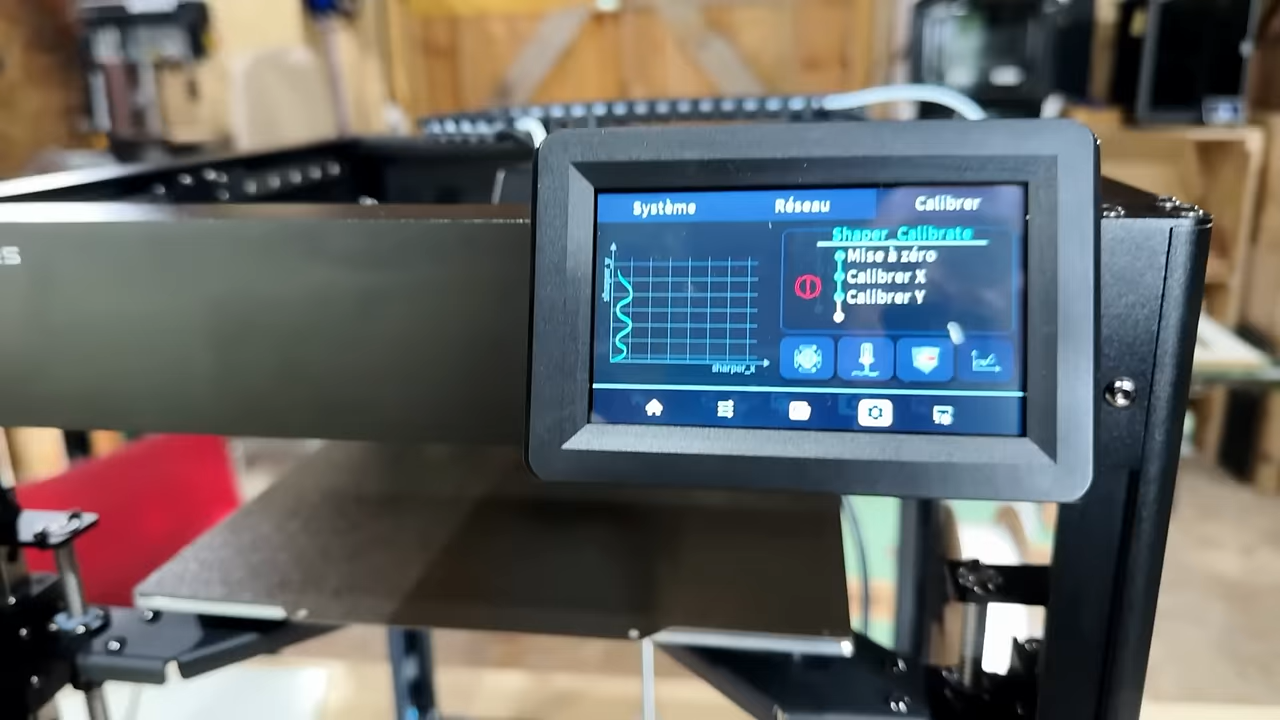 Système Réseau Calibrer
Shaper_Calibrate
Mise à zéro
Calibrer X
Calibrer Y
sharper_x